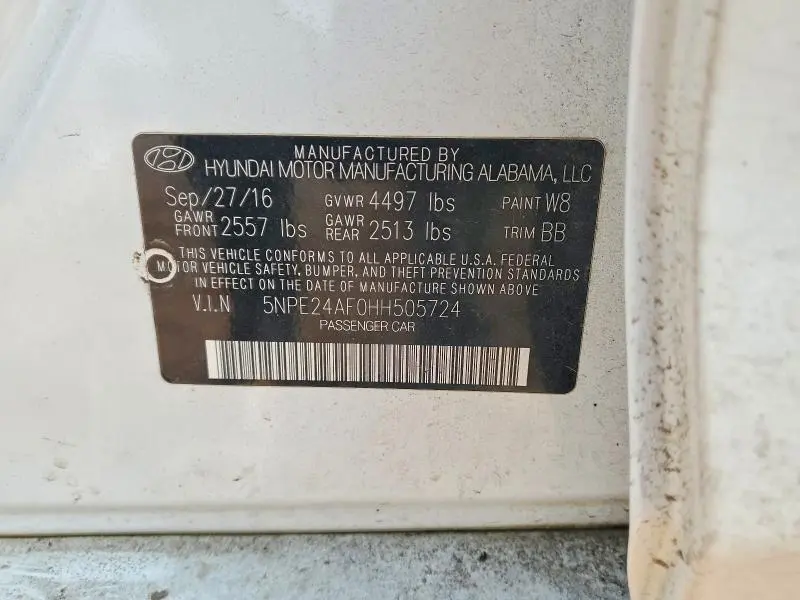 MANUFACTURED BY
HYUNDAI MOTOR MANUFACTURING ALABAMA, LLC
Sep/27/16 GVWR 4497 lbs PAINT W8
GAWR FRONT 2557 lbs GAWR REAR 2513 lbs TRIM BB
THIS VEHICLE CONFORMS TO ALL APPLICABLE U.S.A. FEDERAL
MOTOR VEHICLE SAFETY, BUMPER, AND THEFT PREVENTION STANDARDS
IN EFFECT ON THE DATE OF MANUFACTURE SHOWN ABOVE
V.I.N 5NPE24AF0HH505724
PASSENGER CAR